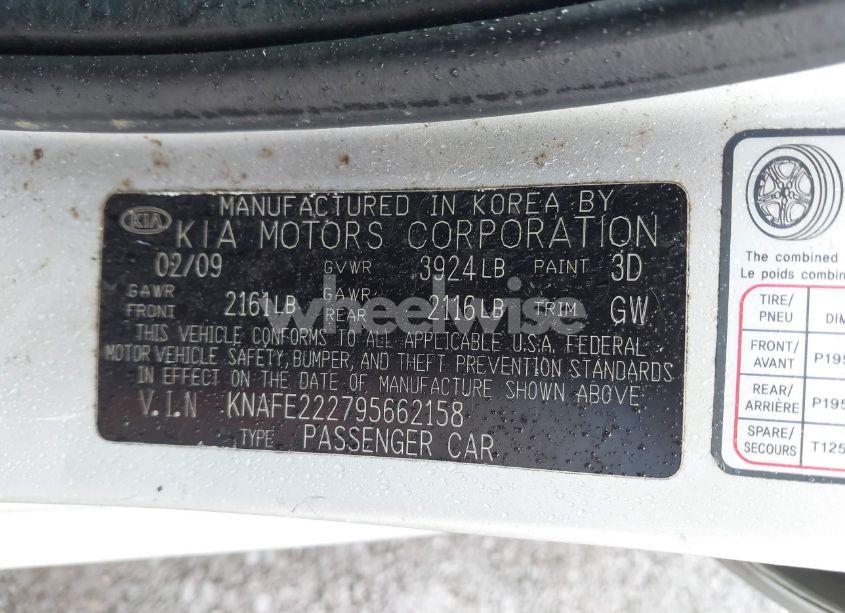 MANUFACTURED IN KOREA BY
KIA KIA MOTORS CORPORATION
02/09 GVWR 3924LB PAINT 3D
GAWR FRONT 2161LB GAWR REAR 2116LB TRIM GW
THIS VEHICLE CONFORMS TO ALL APPLICABLE U.S.A. FEDERAL
MOTOR VEHICLE SAFETY, BUMPER, AND THEFT PREVENTION STANDARDS
IN EFFECT ON THE DATE OF MANUFACTURE SHOWN ABOVE
V.I.N KNAFE222795662158
TYPE PASSENGER CAR
wheelwise
The combined
Le poids combin
TIRE/
PNEU DIM
FRONT/
AVANT P195
REAR/
ARRIÈRE P195
SPARE/
SECOURS T125